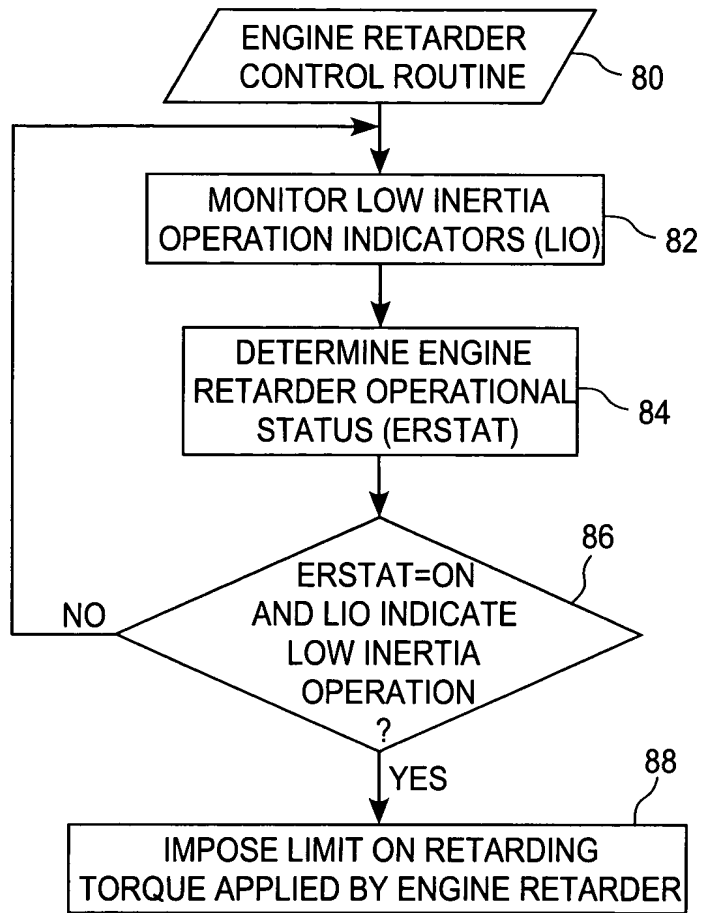 ENGINE RETARDER
CONTROL ROUTINE
80
MONITOR LOW INERTIA
OPERATION INDICATORS (LIO)
82
DETERMINE ENGINE
RETARDER OPERATIONAL
STATUS (ERSTAT)
84
86
ERSTAT=ON
AND LIO INDICATE
LOW INERTIA
OPERATION
?
NO
YES
88
IMPOSE LIMIT ON RETARDING
TORQUE APPLIED BY ENGINE RETARDER